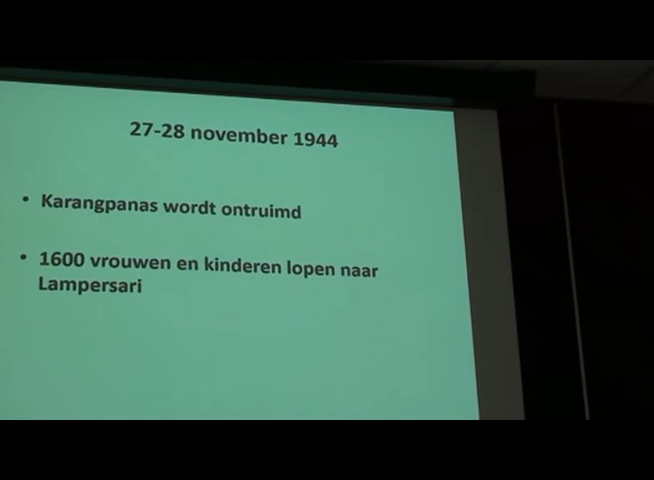 27-28 november 1944
• Karangpanas wordt ontruimd
• 1600 vrouwen en kinderen lopen naar
Lampersari